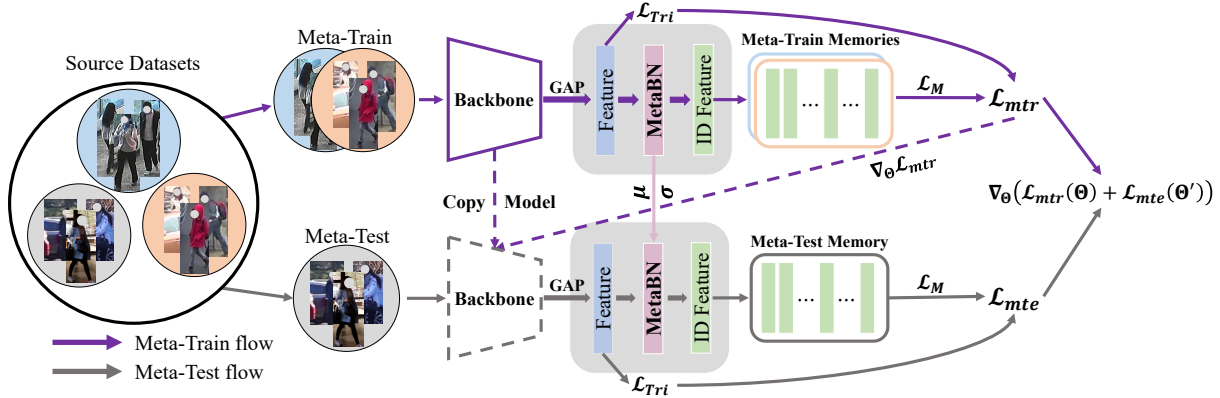 Source Datasets
Meta-Train
Backbone
GAP
ℒ_Tri
Feature
MetaBN
ID Feature
Meta-Train Memories
... ...
ℒ_M
ℒ_mtr
∇_Θ ℒ_mtr
Copy Model
μ σ
∇_Θ(ℒ_mtr(Θ) + ℒ_mte(Θ′))
Meta-Test
Backbone
GAP
Feature
MetaBN
ID Feature
Meta-Test Memory
... ...
ℒ_M
ℒ_mte
ℒ_Tri
Meta-Train flow
Meta-Test flow